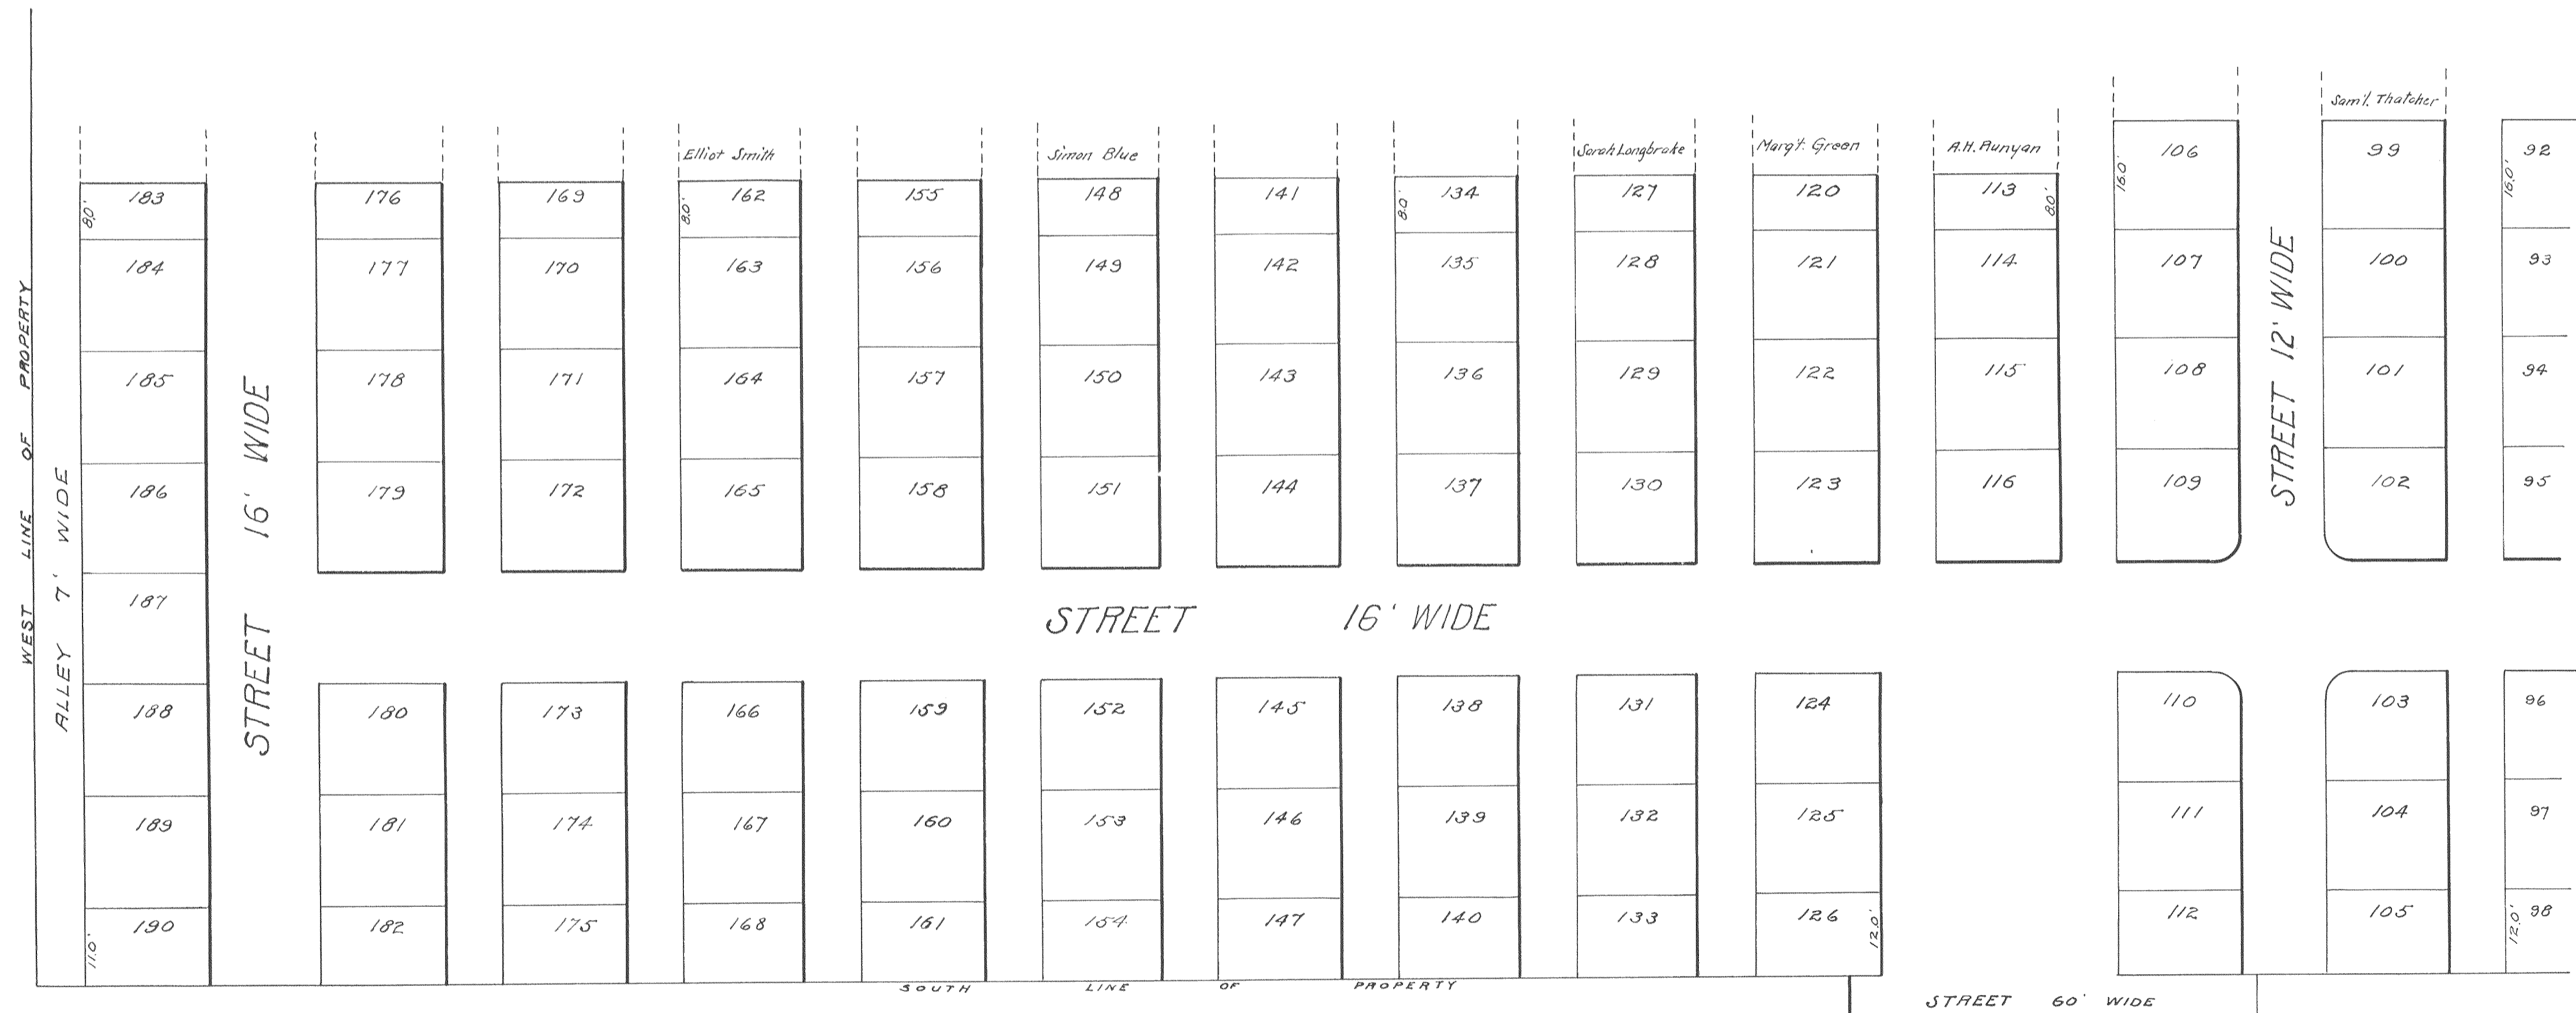 Sam'l. Thatcher
Elliot Smith Simon Blue Sarah Longbrake Marg't. Green A.H. Runyan
106 99 92
183 176 169 162 155 148 141 134 127 120 113
8.0' 8.0' 8.0' 8.0' 16.0' 16.0'
184 177 170 163 156 149 142 135 128 121 114 107 100 93
185 178 171 164 157 150 143 136 129 122 115 108 101 94
186 179 172 165 158 151 144 137 130 123 116 109 102 95
187
WEST LINE OF PROPERTY
ALLEY 7' WIDE
STREET 16' WIDE
STREET 12' WIDE
STREET 16' WIDE
188 180 173 166 159 152 145 138 131 124 110 103 96
189 181 174 167 160 153 146 139 132 125 111 104 97
190 182 175 168 161 154 147 140 133 126 112 105 98
11.0' 12.0' 12.0'
SOUTH LINE OF PROPERTY
STREET 60' WIDE